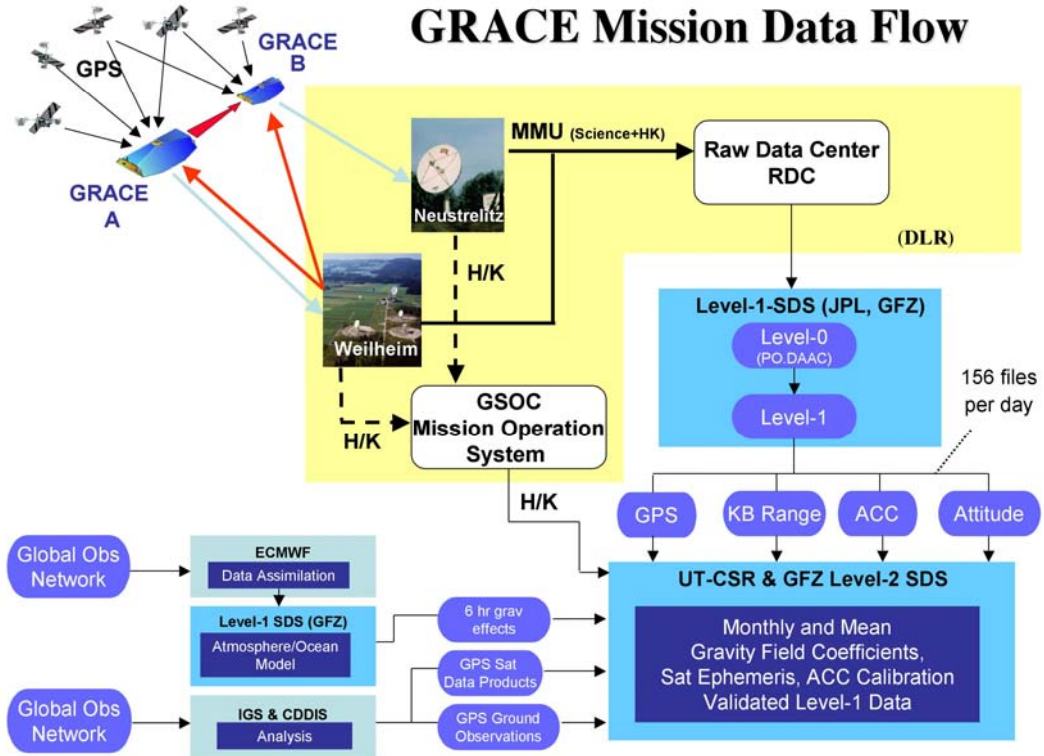 GRACE Mission Data Flow
GRACE
B
GPS
GRACE
A
MMU (Science+HK)
Raw Data Center
RDC
Neustrelitz
(DLR)
H/K
Weilheim
H/K
GSOC
Mission Operation
System
H/K
Level-1-SDS (JPL, GFZ)
Level-0
(PO.DAAC)
Level-1
156 files
per day
GPS
KB Range
ACC
Attitude
Global Obs
Network
ECMWF
Data Assimilation
Level-1 SDS (GFZ)
Atmosphere/Ocean
Model
6 hr grav
effects
GPS Sat
Data Products
Global Obs
Network
IGS & CDDIS
Analysis
GPS Ground
Observations
UT-CSR & GFZ Level-2 SDS
Monthly and Mean
Gravity Field Coefficients,
Sat Ephemeris, ACC Calibration
Validated Level-1 Data